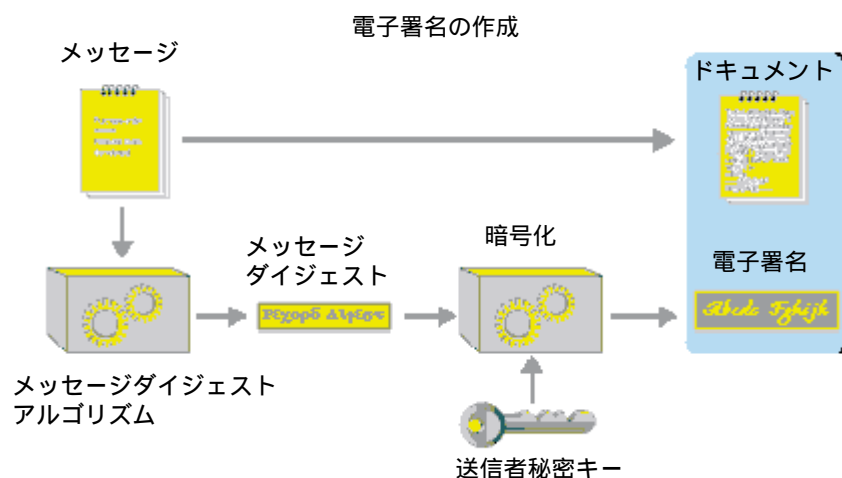 電子署名の作成
メッセージ
ドキュメント
メッセージ
ダイジェスト
暗号化
電子署名
Abcde Fghijk
メッセージダイジェスト
アルゴリズム
送信者秘密キー